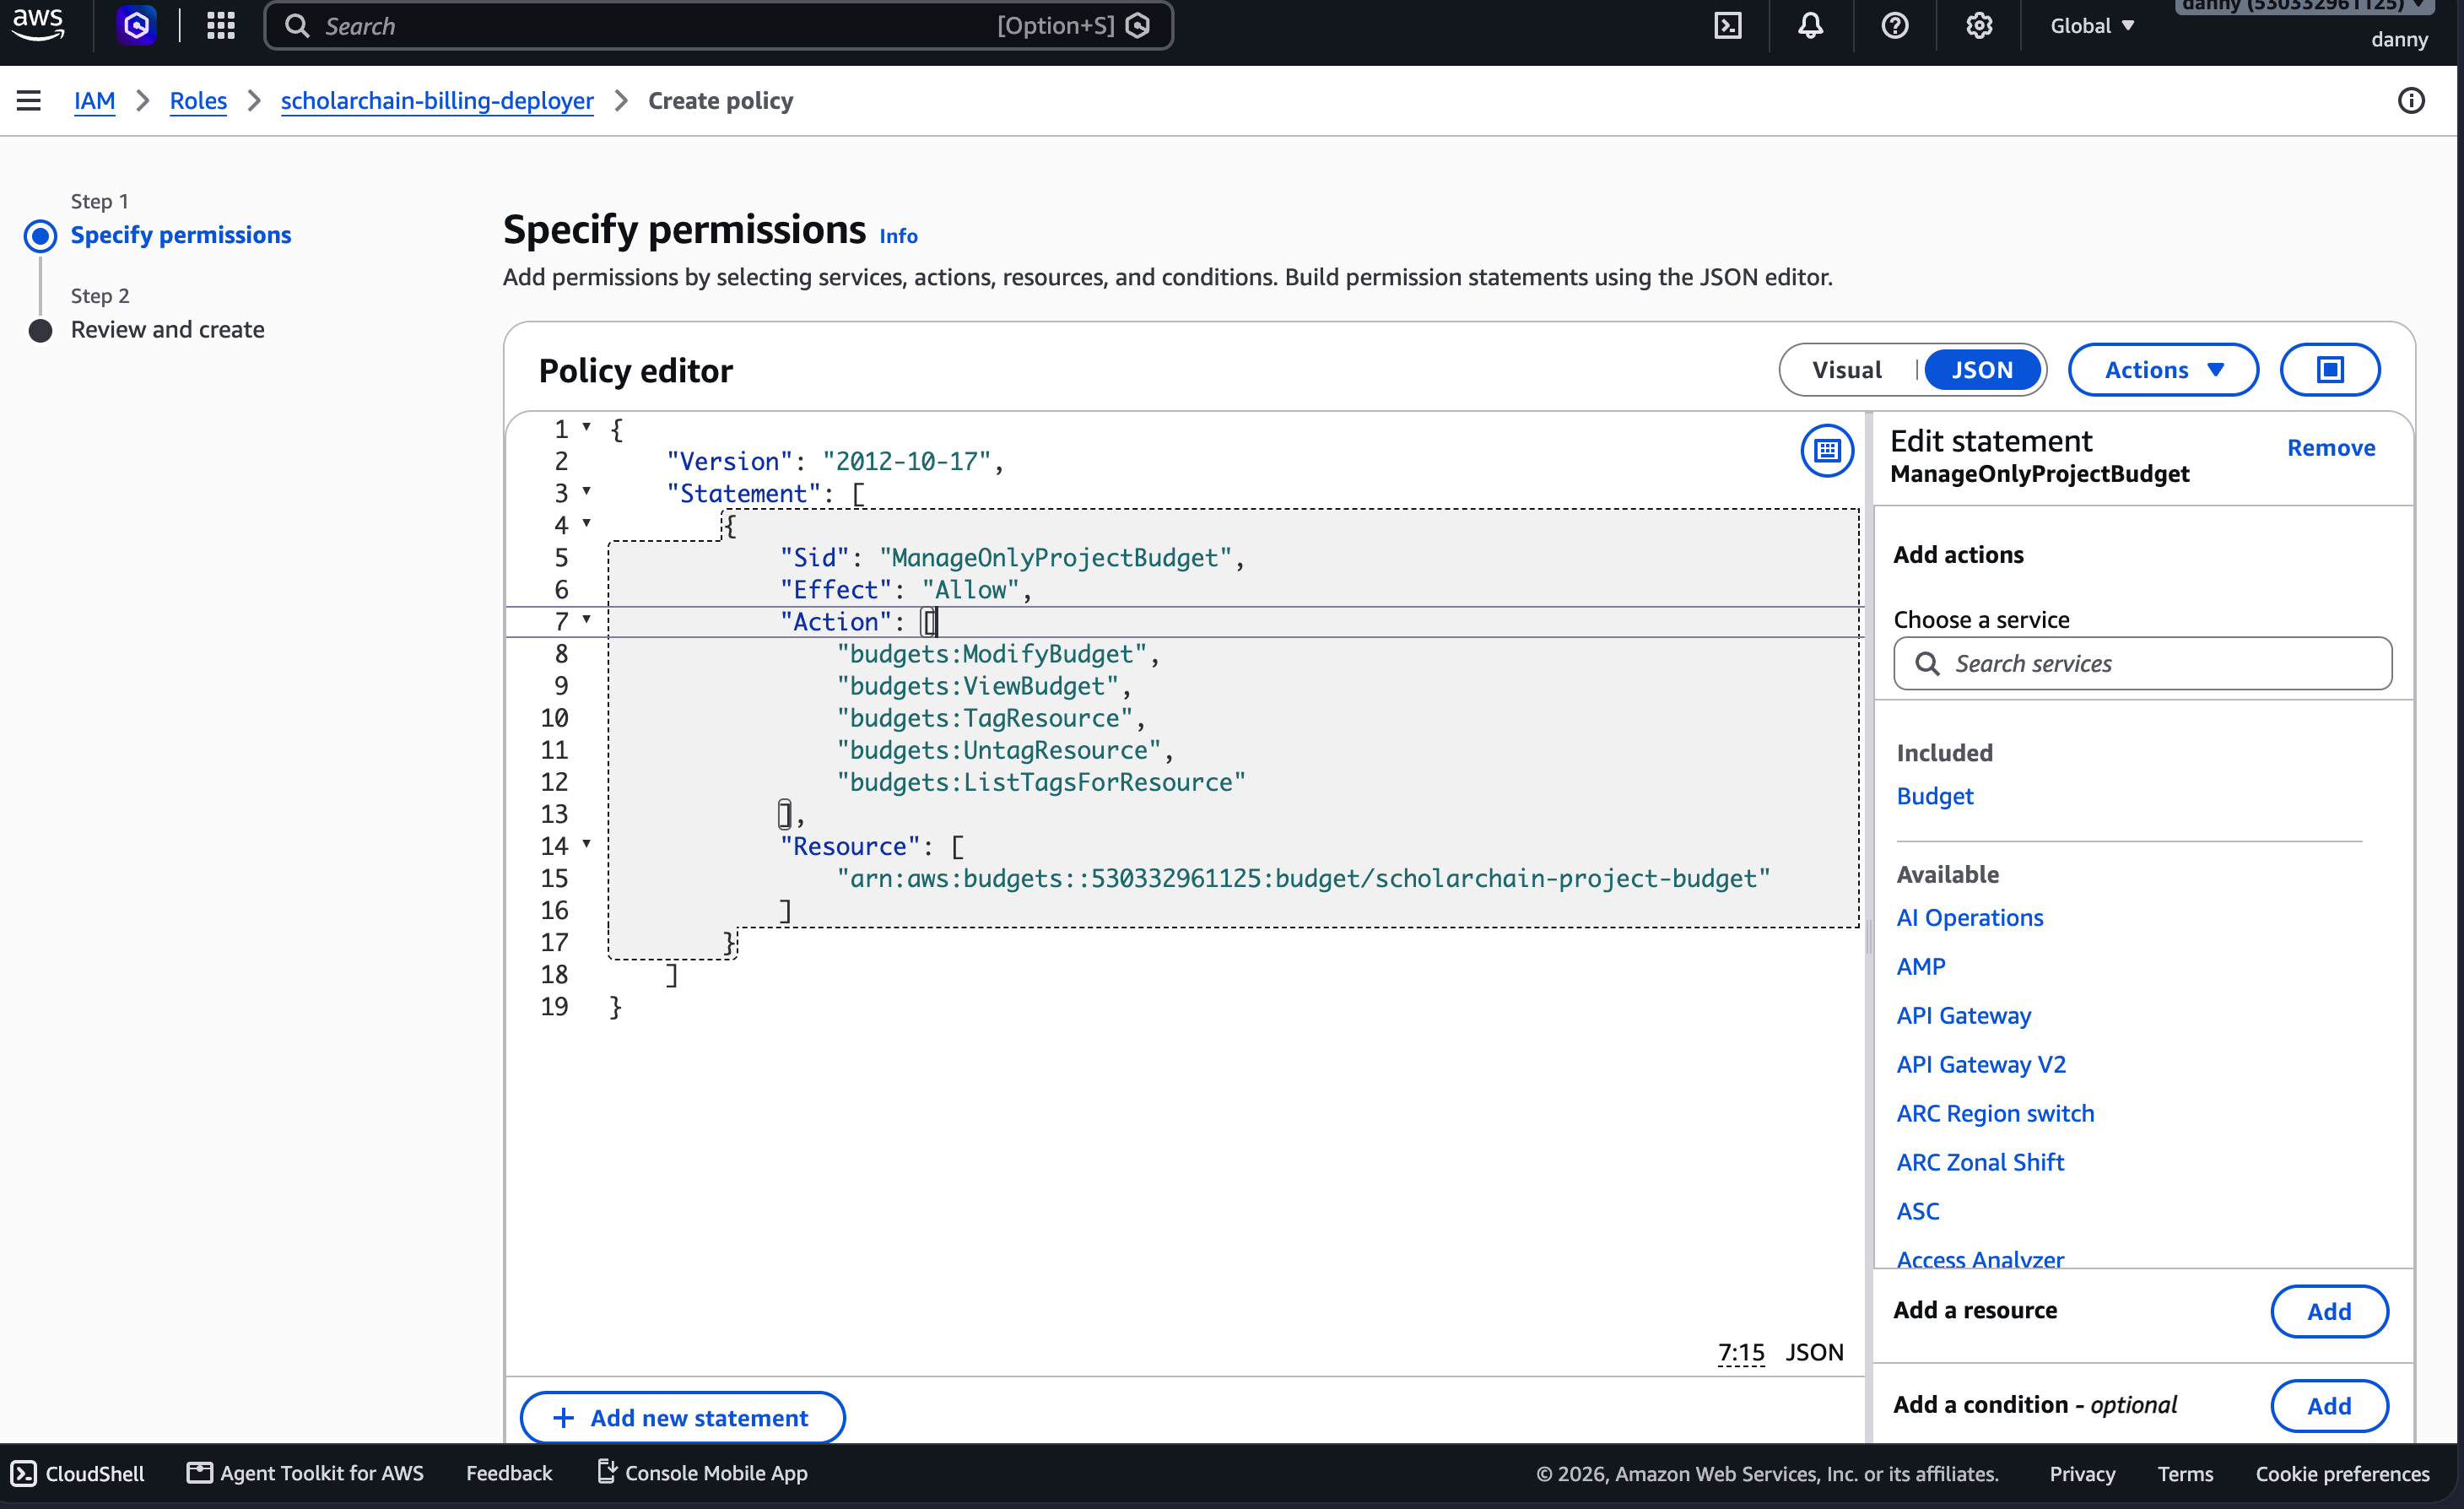 aws
Search
[Option+S]
Global
danny (530332961125)
danny
IAM
Roles
scholarchain-billing-deployer
Create policy
Step 1
Specify permissions
Step 2
Review and create
Specify permissions Info
Add permissions by selecting services, actions, resources, and conditions. Build permission statements using the JSON editor.
Policy editor
Visual
JSON
Actions
1 {
2 "Version": "2012-10-17",
3 "Statement": [
4 {
5 "Sid": "ManageOnlyProjectBudget",
6 "Effect": "Allow",
7 "Action": [
8 "budgets:ModifyBudget",
9 "budgets:ViewBudget",
10 "budgets:TagResource",
11 "budgets:UntagResource",
12 "budgets:ListTagsForResource"
13 ],
14 "Resource": [
15 "arn:aws:budgets::530332961125:budget/scholarchain-project-budget"
16 ]
17 }
18 ]
19 }
7:15 JSON
+ Add new statement
Edit statement
ManageOnlyProjectBudget
Remove
Add actions
Choose a service
Search services
Included
Budget
Available
AI Operations
AMP
API Gateway
API Gateway V2
ARC Region switch
ARC Zonal Shift
ASC
Access Analyzer
Add a resource
Add
Add a condition - optional
Add
CloudShell
Agent Toolkit for AWS
Feedback
Console Mobile App
© 2026, Amazon Web Services, Inc. or its affiliates.
Privacy
Terms
Cookie preferences